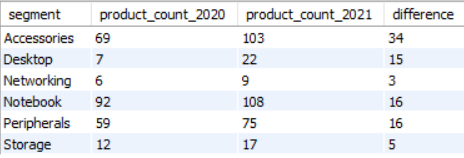 segment product_count_2020 product_count_2021 difference
Accessories 69 103 34
Desktop 7 22 15
Networking 6 9 3
Notebook 92 108 16
Peripherals 59 75 16
Storage 12 17 5